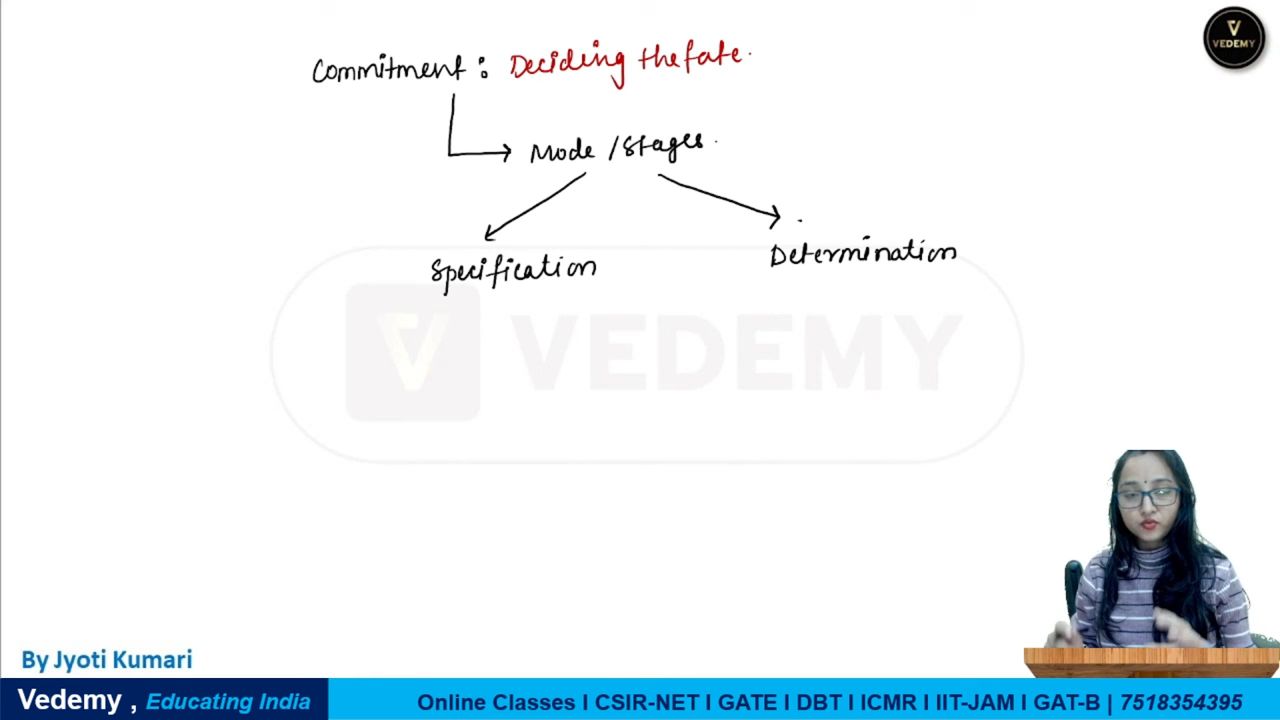 VEDEMY
Commitment : Deciding the fate.
Mode / Stages.
Specification
Determination
VEDEMY
By Jyoti Kumari
Vedemy , Educating India
Online Classes I CSIR-NET I GATE I DBT I ICMR I IIT-JAM I GAT-B | 7518354395